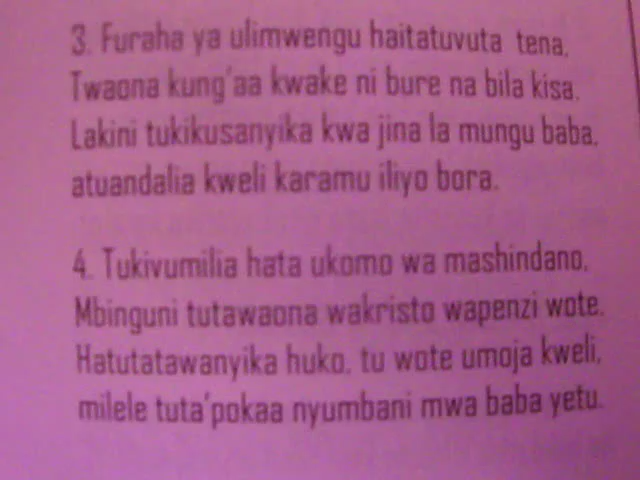 3. Furaha ya ulimwengu haitatuvuta tena,
Twaona kung'aa kwake ni bure na bila kisa.
Lakini tukikusanyika kwa jina la mungu baba,
atuandalia kweli karamu iliyo bora.
4. Tukivumilia hata ukomo wa mashindano,
Mbinguni tutawaona wakristo wapenzi wote.
Hatutatawanyika huko, tu wote umoja kweli,
milele tuta'pokaa nyumbani mwa baba yetu.